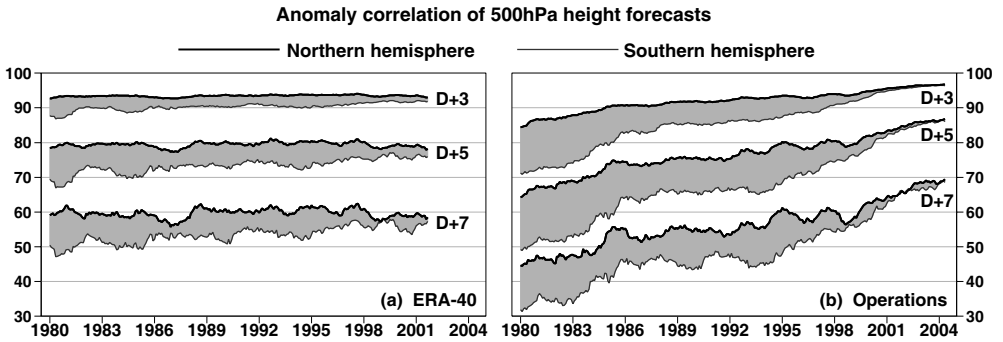 Anomaly correlation of 500hPa height forecasts
Northern hemisphere Southern hemisphere
100 100
90 90
80 80
70 70
60 60
50 50
40 40
30 30
D+3
D+5
D+7
(a) ERA-40
D+3
D+5
D+7
(b) Operations
1980 1983 1986 1989 1992 1995 1998 2001 2004
1980 1983 1986 1989 1992 1995 1998 2001 2004